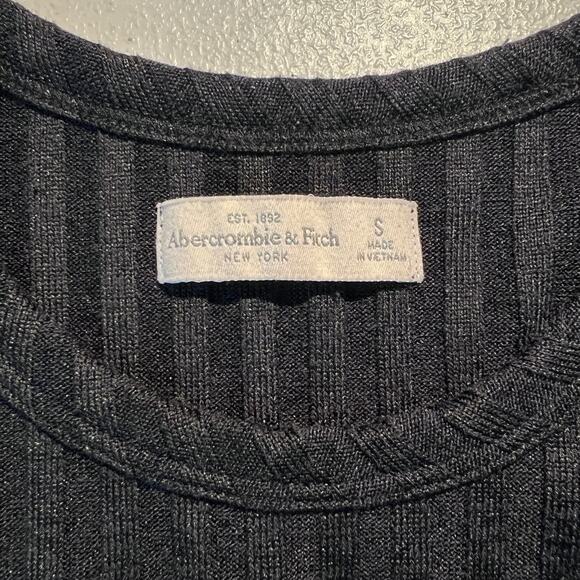 EST. 1892
Abercrombie & Fitch
NEW YORK
S
MADE
IN VIETNAM